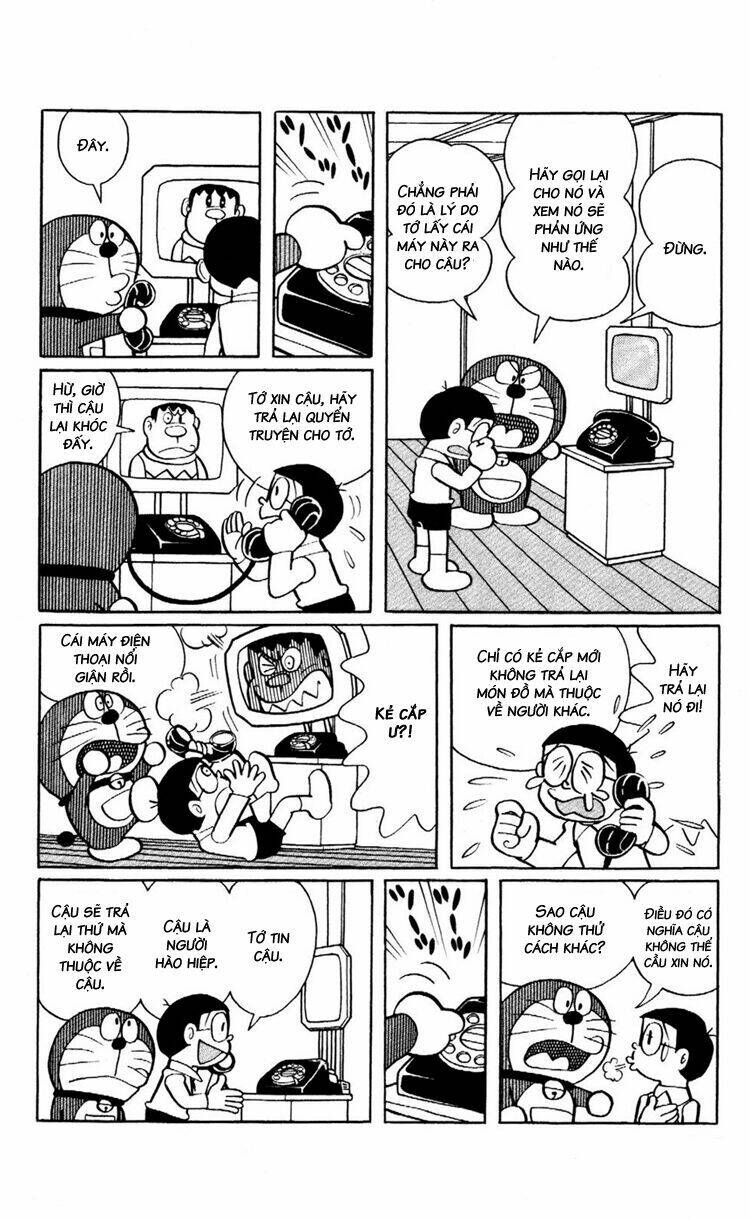 ĐỪNG.
HÃY GỌI LẠI
CHO NÓ VÀ
XEM NÓ SẼ
PHẢN ỨNG
NHƯ THẾ
NÀO.
CHẲNG PHẢI
ĐÓ LÀ LÝ DO
TỚ LẤY CÁI
MÁY NÀY RA
CHO CẬU?
ĐÂY.
TỚ XIN CẬU, HÃY
TRẢ LẠI QUYỂN
TRUYỆN CHO TỚ.
HỪ, GIỜ
THÌ CẬU
LẠI KHÓC
ĐẤY.
HÃY
TRẢ LẠI
NÓ ĐI!
CHỈ CÓ KẺ CẮP MỚI
KHÔNG TRẢ LẠI
MÓN ĐỒ MÀ THUỘC
VỀ NGƯỜI KHÁC.
KẺ CẮP
Ư?!
CÁI MÁY ĐIỆN
THOẠI NỔI
GIẬN RỒI.
ĐIỀU ĐÓ CÓ
NGHĨA CẬU
KHÔNG THỂ
CẦU XIN NÓ.
SAO CẬU
KHÔNG THỬ
CÁCH KHÁC?
TỚ TIN
CẬU.
CẬU LÀ
NGƯỜI
HÀO HIỆP.
CẬU SẼ TRẢ
LẠI THỨ MÀ
KHÔNG
THUỘC VỀ
CẬU.